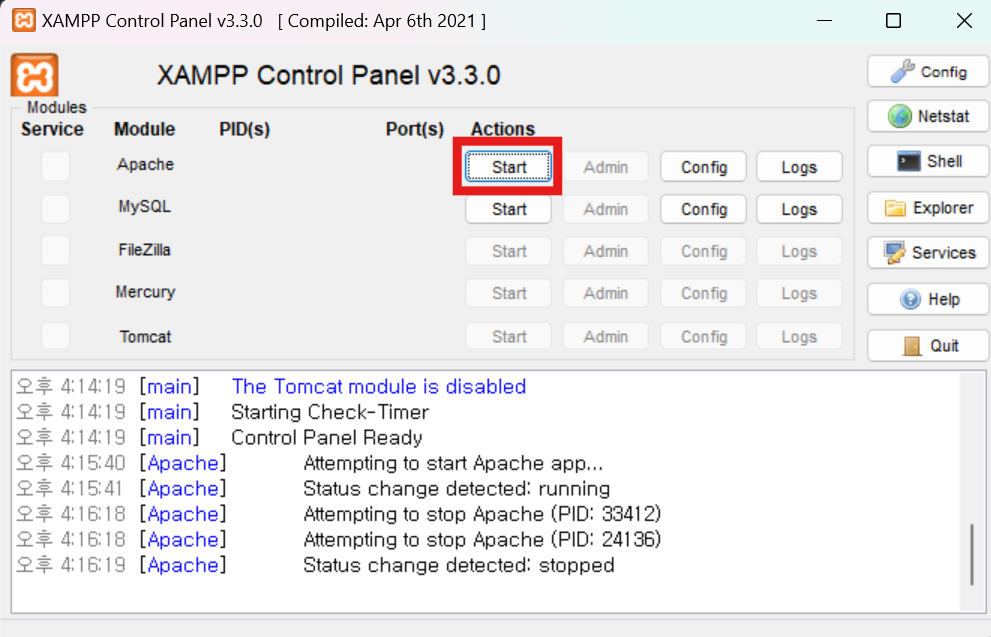 XAMPP Control Panel v3.3.0 [ Compiled: Apr 6th 2021 ]
XAMPP Control Panel v3.3.0
Config
Modules
Service Module PID(s) Port(s) Actions
Netstat
Apache Start Admin Config Logs
Shell
MySQL Start Admin Config Logs
Explorer
FileZilla Start Admin Config Logs
Services
Mercury Start Admin Config Logs
Help
Tomcat Start Admin Config Logs
Quit
오후 4:14:19 [main] The Tomcat module is disabled
오후 4:14:19 [main] Starting Check-Timer
오후 4:14:19 [main] Control Panel Ready
오후 4:15:40 [Apache] Attempting to start Apache app...
오후 4:15:41 [Apache] Status change detected: running
오후 4:16:18 [Apache] Attempting to stop Apache (PID: 33412)
오후 4:16:18 [Apache] Attempting to stop Apache (PID: 24136)
오후 4:16:19 [Apache] Status change detected: stopped